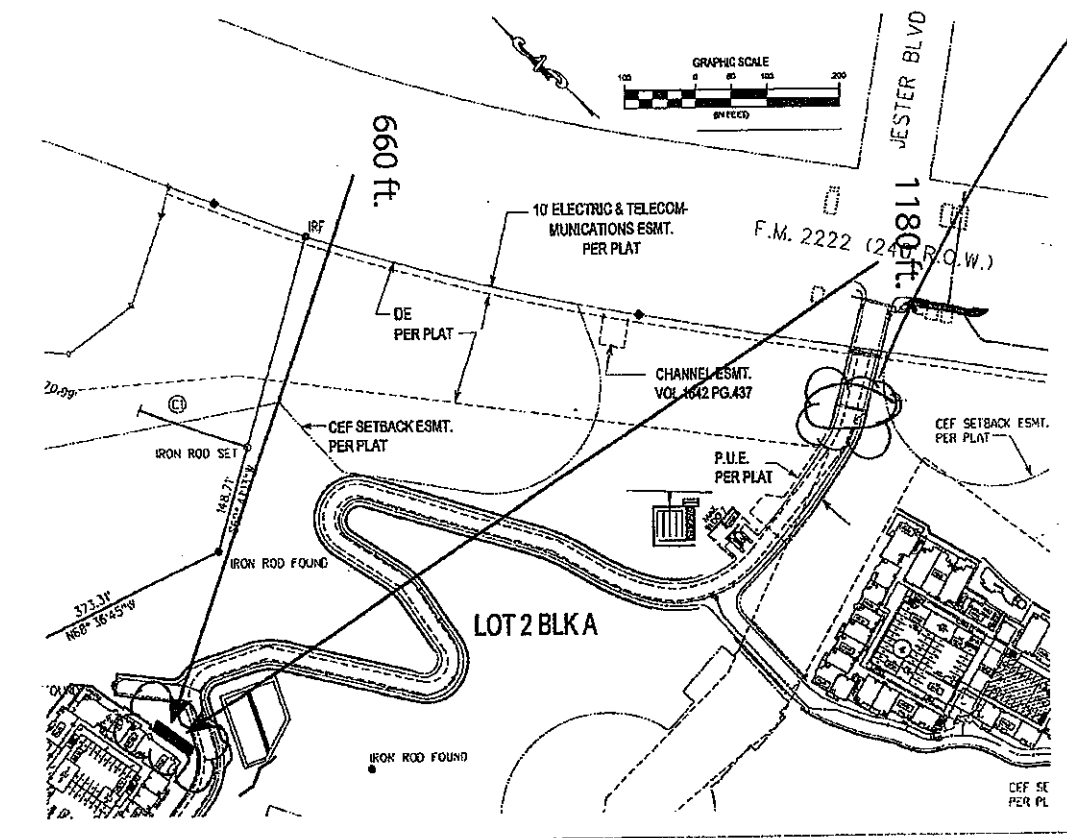 GRAPHIC SCALE
100 0 50 100 200
(IN FEET)
JESTER BLVD
660 ft.
1180 ft.
IRF
10' ELECTRIC & TELECOM-
MUNICATIONS ESMT.
PER PLAT
F.M. 2222 (240 R.O.W.)
DE
PER PLAT
CHANNEL ESMT.
VOL 1642 PG.437
C1
CEF SETBACK ESMT.
PER PLAT
IRON ROD SET
CEF SETBACK ESMT.
PER PLAT
P.U.E.
PER PLAT
148.71'
IRON ROD FOUND
373.31'
N68° 36'45"W
LOT 2 BLK A
IRON ROD FOUND
CEF SE
PER PL